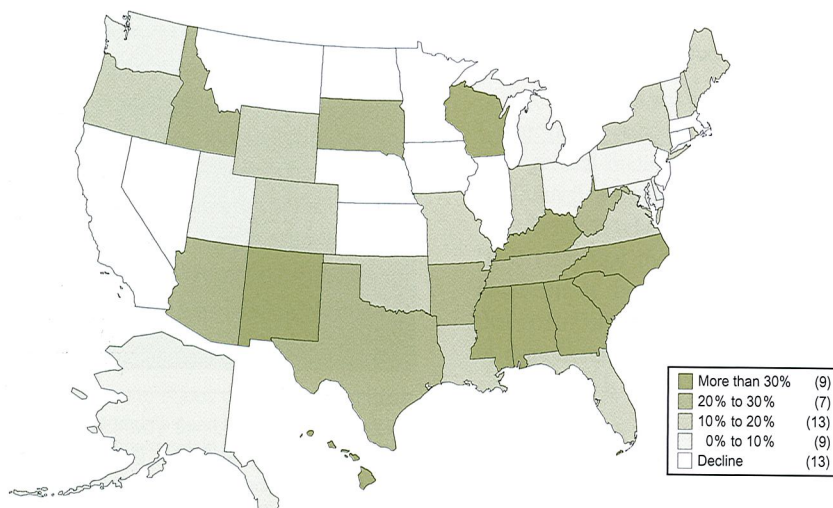 More than 30% (9)
20% to 30% (7)
10% to 20% (13)
0% to 10% (9)
Decline (13)